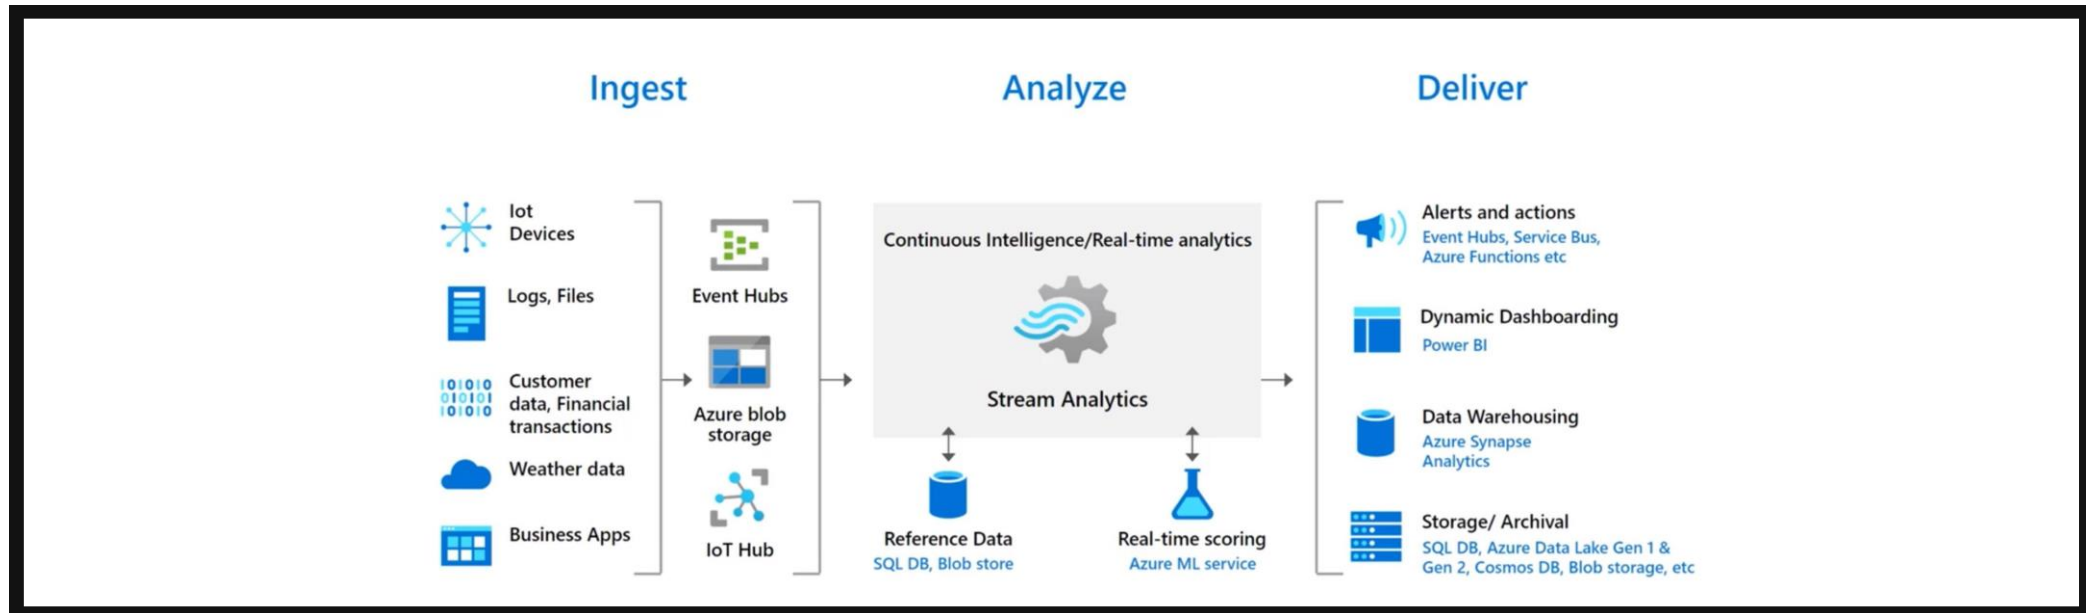 Ingest
Analyze
Deliver
Iot
Devices
Logs, Files
Customer
data, Financial
transactions
Weather data
Business Apps
Event Hubs
Azure blob
storage
IoT Hub
Continuous Intelligence/Real-time analytics
Stream Analytics
Reference Data
SQL DB, Blob store
Real-time scoring
Azure ML service
Alerts and actions
Event Hubs, Service Bus,
Azure Functions etc
Dynamic Dashboarding
Power BI
Data Warehousing
Azure Synapse
Analytics
Storage/ Archival
SQL DB, Azure Data Lake Gen 1 &
Gen 2, Cosmos DB, Blob storage, etc